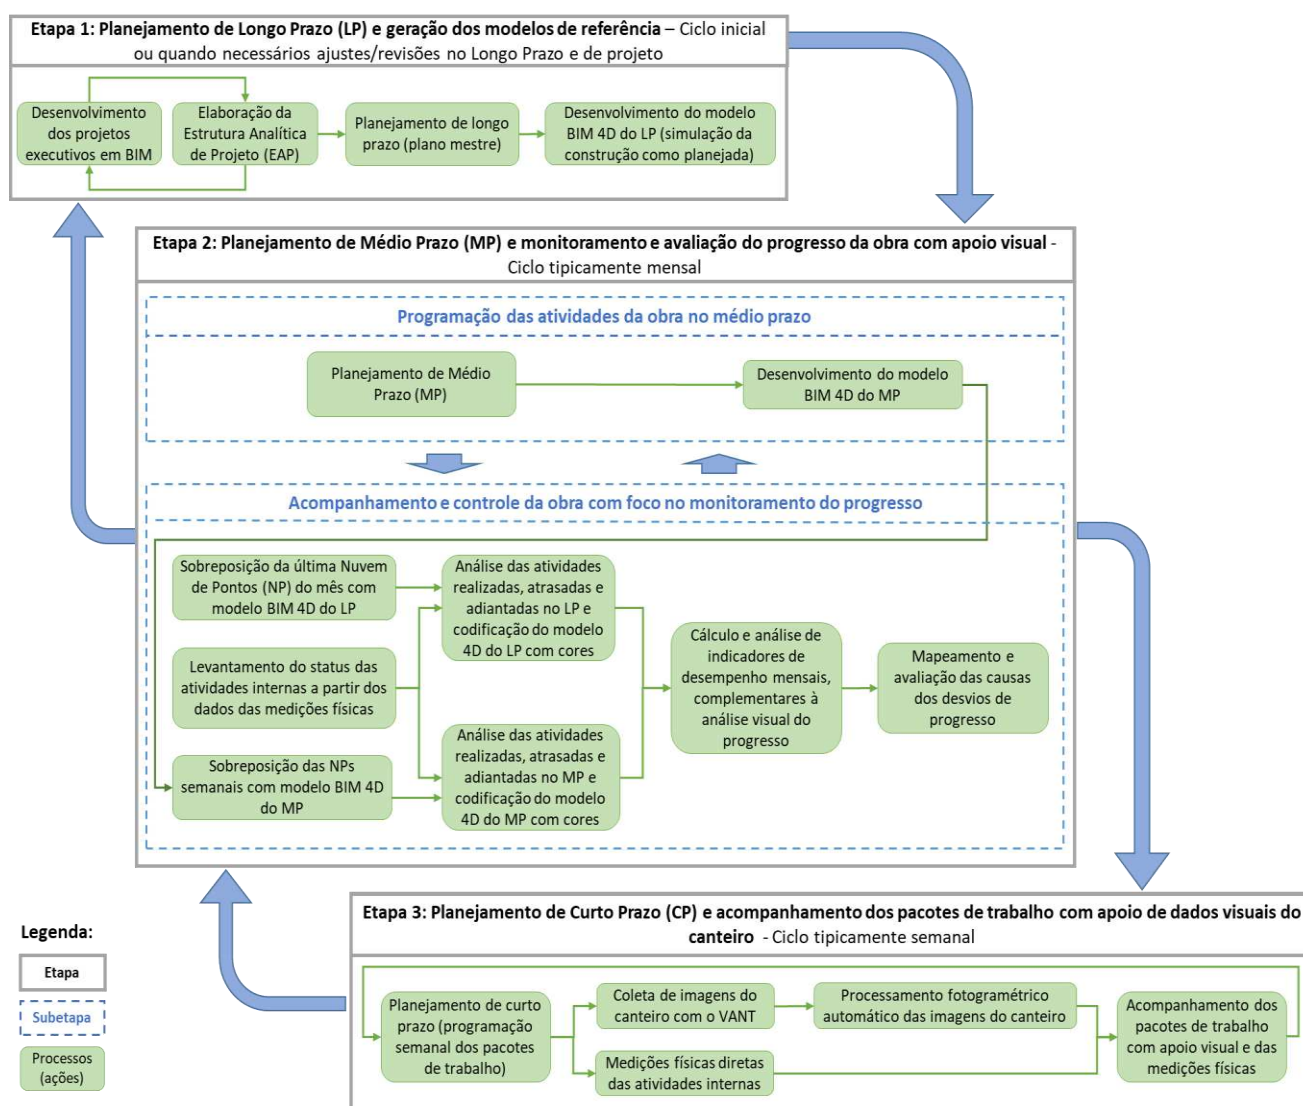 Etapa 1: Planejamento de Longo Prazo (LP) e geração dos modelos de referência – Ciclo inicial
ou quando necessários ajustes/revisões no Longo Prazo e de projeto
Desenvolvimento
dos projetos
executivos em BIM
Elaboração da
Estrutura Analítica
de Projeto (EAP)
Planejamento de longo
prazo (plano mestre)
Desenvolvimento do modelo
BIM 4D do LP (simulação da
construção como planejada)
Etapa 2: Planejamento de Médio Prazo (MP) e monitoramento e avaliação do progresso da obra com apoio visual -
Ciclo tipicamente mensal
Programação das atividades da obra no médio prazo
Planejamento de Médio
Prazo (MP)
Desenvolvimento do modelo
BIM 4D do MP
Acompanhamento e controle da obra com foco no monitoramento do progresso
Sobreposição da última Nuvem
de Pontos (NP) do mês com
modelo BIM 4D do LP
Levantamento do status das
atividades internas a partir dos
dados das medições físicas
Sobreposição das NPs
semanais com modelo BIM 4D
do MP
Análise das atividades
realizadas, atrasadas e
adiantadas no LP e
codificação do modelo
4D do LP com cores
Análise das atividades
realizadas, atrasadas e
adiantadas no MP e
codificação do modelo
4D do MP com cores
Cálculo e análise de
indicadores de
desempenho mensais,
complementares à
análise visual do
progresso
Mapeamento e
avaliação das causas
dos desvios de
progresso
Etapa 3: Planejamento de Curto Prazo (CP) e acompanhamento dos pacotes de trabalho com apoio de dados visuais do
canteiro - Ciclo tipicamente semanal
Planejamento de curto
prazo (programação
semanal dos pacotes
de trabalho)
Coleta de imagens do
canteiro com o VANT
Medições físicas diretas
das atividades internas
Processamento fotogramétrico
automático das imagens do canteiro
Acompanhamento dos
pacotes de trabalho
com apoio visual e das
medições físicas
Legenda:
Etapa
Subetapa
Processos
(ações)